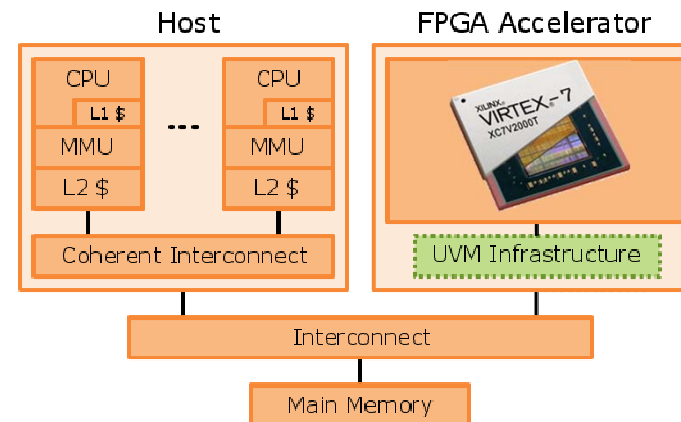 Host
FPGA Accelerator
CPU
L1 $
MMU
L2 $
---
CPU
L1 $
MMU
L2 $
XILINX®
VIRTEX-7
XC7V2000T
Coherent Interconnect
UVM Infrastructure
Interconnect
Main Memory